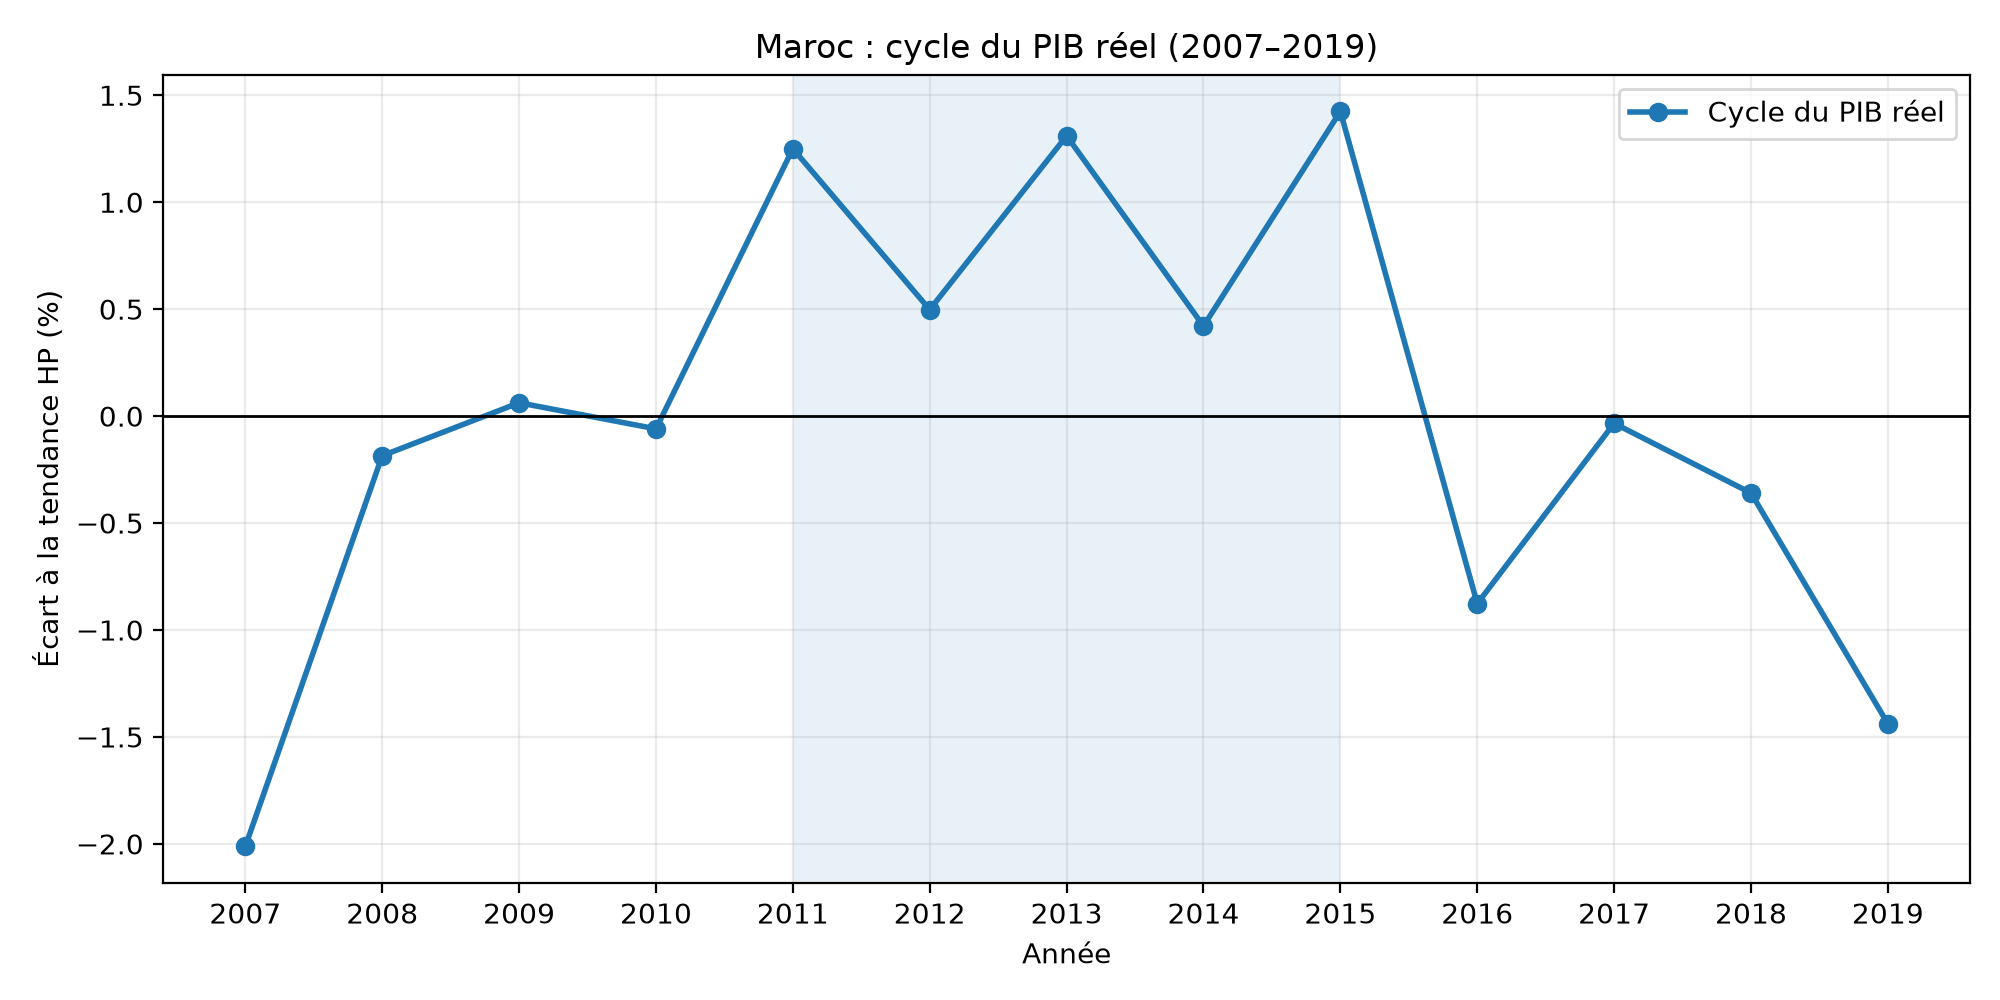 Maroc : cycle du PIB réel (2007–2019)
Cycle du PIB réel
Écart à la tendance HP (%)
1.5
1.0
0.5
0.0
−0.5
−1.0
−1.5
−2.0
2007 2008 2009 2010 2011 2012 2013 2014 2015 2016 2017 2018 2019
Année